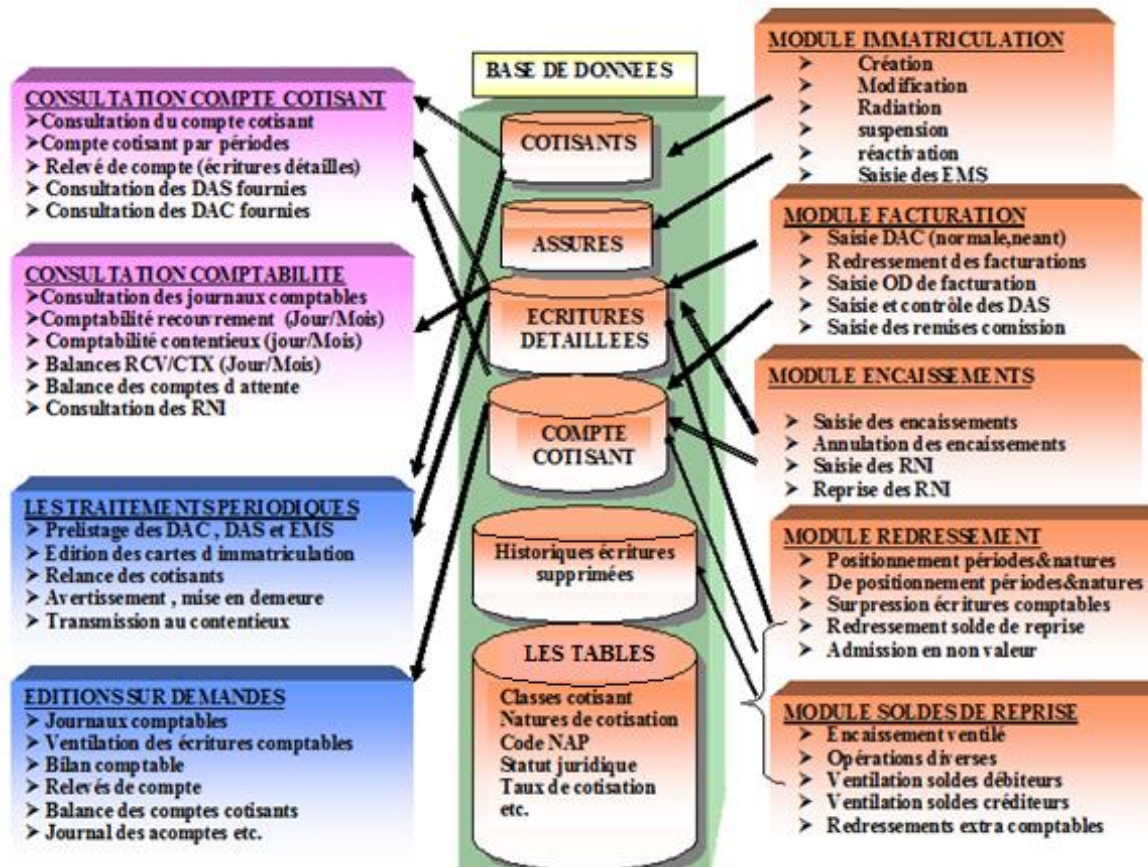 BASE DE DONNEES
CONSULTATION COMPTE COTISANT
➤Consultation du compte cotisant
➤Compte cotisant par périodes
➤ Relevé de compte (écritures détailles)
➤ Consultation des DAS fournies
➤ Consultation des DAC fournies
CONSULTATION COMPTABILITE
➤Consultation des journaux comptables
➤Comptabilité recouvrement (Jour/Mois)
➤ Comptabilité contentieux (jour/Mois)
➤ Balances RCV/CTX (Jour/Mois)
➤ Balance des comptes d attente
➤ Consultation des RNI
LES TRAITEMENTS PERIODIQUES
➤ Prelistage des DAC , DAS et EMS
➤ Edition des cartes d immatriculation
➤ Relance des cotisants
➤ Avertissement , mise en demeure
➤ Transmission au contentieux
EDITIONS SUR DEMANDES
➤ Journaux comptables
➤ Ventilation des écritures comptables
➤ Bilan comptable
➤ Relevés de compte
➤ Balance des comptes cotisants
➤ Journal des acomptes etc.
COTISANTS
ASSURES
ECRITURES
DETAILLEES
COMPTE
COTISANT
Historiques écritures
supprimées
LES TABLES
Classes cotisant
Natures de cotisation
Code NAP
Statut juridique
Taux de cotisation
etc.
MODULE IMMATRICULATION
➤ Création
➤ Modification
➤ Radiation
➤ suspension
➤ réactivation
➤ Saisie des EMS
MODULE FACTURATION
➤ Saisie DAC (normale,neant)
➤ Redressement des facturations
➤ Saisie OD de facturation
➤ Saisie et contrôle des DAS
➤ Saisie des remises comission
MODULE ENCAISSEMENTS
➤ Saisie des encaissements
➤ Annulation des encaissements
➤ Saisie des RNI
➤ Reprise des RNI
MODULE REDRESSEMENT
➤ Positionnement périodes&natures
➤ De positionnement périodes&natures
➤ Surpression écritures comptables
➤ Redressement solde de reprise
➤ Admission en non valeur
MODULE SOLDES DE REPRISE
➤ Encaissement ventilé
➤ Opérations diverses
➤ Ventilation soldes débiteurs
➤ Ventilation soldes créditeurs
➤ Redressements extra comptables